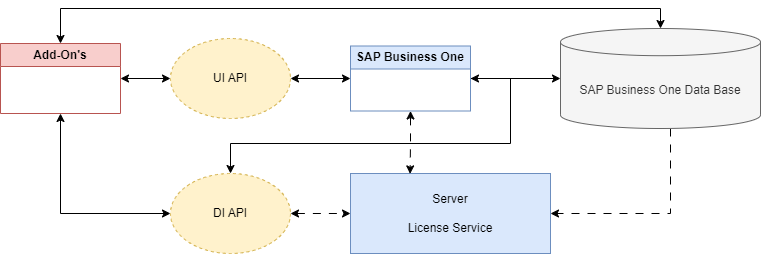 Add-On's
UI API
SAP Business One
SAP Business One Data Base
DI API
Server
License Service